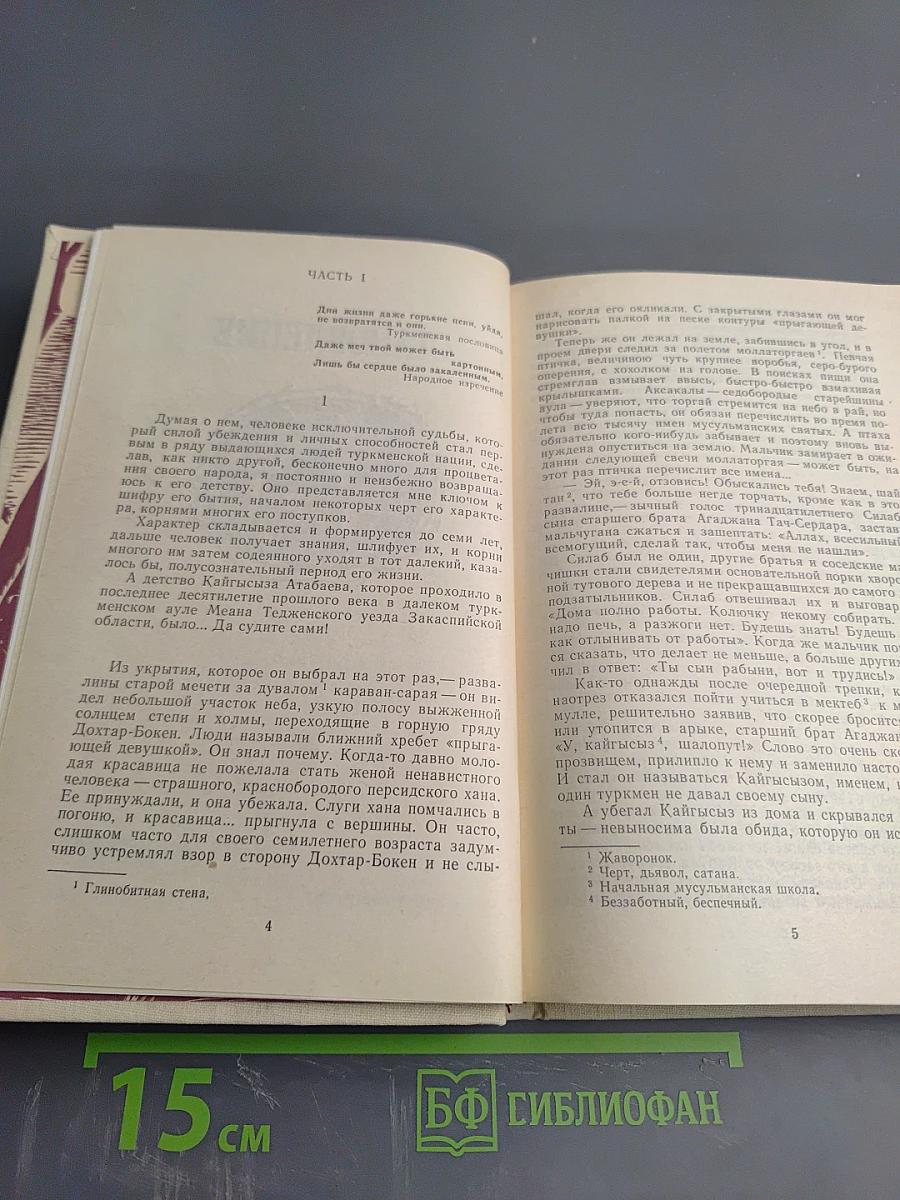 ЧАСТЬ I
Дни жизни даже горькие цени, уйдя,
не возвратятся и они.
Туркменская пословица
Даже меч твой может быть
картонным,
Лишь бы сердце было закаленным.
Народное изречение
1
Думая о нем, человеке исключительной судьбы, кото-
рый силой убеждения и личных способностей стал пер-
вым в ряду выдающихся людей туркменской нации, сде-
лав, как никто другой, бесконечно много для процвета-
ния своего народа, я постоянно и неизбежно возвраща-
юсь к его детству. Оно представляется мне ключом к
шифру его бытия, началом некоторых черт его характе-
ра, корнями многих его поступков.
Характер складывается и формируется до семи лет,
дальше человек получает знания, шлифует их, и корни
многого им затем содеянного уходят в тот далекий, каза-
лось бы, полусознательный период его жизни.
А детство Кайгысыза Атабаева, которое проходило в
последнее десятилетие прошлого века в далеком турк-
менском ауле Меана Тедженского уезда Закаспийской
области, было... Да судите сами!
Из укрытия, которое он выбрал на этот раз,— разва-
лины старой мечети за дувалом ¹ караван-сарая — он ви-
дел небольшой участок неба, узкую полосу выжженной
солнцем степи и холмы, переходящие в горную гряду
Дохтар-Бокен. Люди называли ближний хребет «прыга-
ющей девушкой». Он знал почему. Когда-то давно моло-
дая красавица не пожелала стать женой ненавистного
человека — страшного, краснобородого персидского хана.
Ее принуждали, и она убежала. Слуги хана помчались в
погоню, и красавица... прыгнула с вершины. Он часто,
слишком часто для своего семилетнего возраста задум-
чиво устремлял взор в сторону Дохтар-Бокен и не слы-
¹ Глинобитная стена,
4
шал, когда его окликали. С закрытыми глазами он мог
нарисовать палкой на песке контуры «прыгающей де-
вушки».
Теперь же он лежал на земле, забившись в угол, и в
проем двери следил за полетом моллаторгаев ¹. Певчая
птичка, величиной чуть крупнее воробья, серо-бурого
оперения, с хохолком на голове. В поисках пищи она
стремглав взмывает ввысь, быстро-быстро взмахивая
крылышками. Аксакалы — седобородые старейшины
аула — уверяют, что торгай стремится на небо в рай, но
чтобы туда попасть, он обязан перечислить во время по-
лета всю тысячу имен мусульманских святых. А птаха
обязательно кого-нибудь забывает и поэтому вновь вы-
нуждена опуститься на землю. Мальчик замирает в ожи-
дании следующей свечи моллаторгая — может быть, на
этот раз птичка перечислит все имена...
— Эй, э-е-й, отзовись! Обыскались тебя! Знаем, шай
тан ², что тебе больше негде торчать, кроме как в это
развалине,— зычный голос тринадцатилетнего Силаб
сына старшего брата Агаджана Тач-Сердара, застав
мальчугана сжаться и зашептать: «Аллах, всесильный
всемогущий, сделай так, чтобы меня не нашли».
Силаб был не один, другие братья и соседские ма
чишки стали свидетелями основательной порки хворо
ной тутового дерева и не прекращавшихся до самого
подзатыльников. Силаб отвешивал их и выговар
«Дома полно работы. Колючку некому собирать.
надо печь, а разжоги нет. Будешь знать! Будешь
как отлынивать от работы». Когда же мальчик по
ся сказать, что делает не меньше, а больше других
чил в ответ: «Ты сын рабыни, вот и трудись!»
Как-то однажды после очередной трепки, к
наотрез отказался пойти учиться в мектеб ³ к м
мулле, решительно заявив, что скорее бросится
или утопится в арыке, старший брат Агаджан
«У, кайгысыз ⁴, шалопут!» Слово это очень ско
прозвищем, прилипло к нему и заменило насто
И стал он называться Кайгысызом, именем,
один туркмен не давал своему сыну.
А убегал Кайгысыз из дома и скрывался
ты — невыносима была обида, которую он ис
¹ Жаворонок.
² Черт, дьявол, сатана.
³ Начальная мусульманская школа.
⁴ Беззаботный, беспечный.
5
15 см
БФ ГИБЛИОФАН